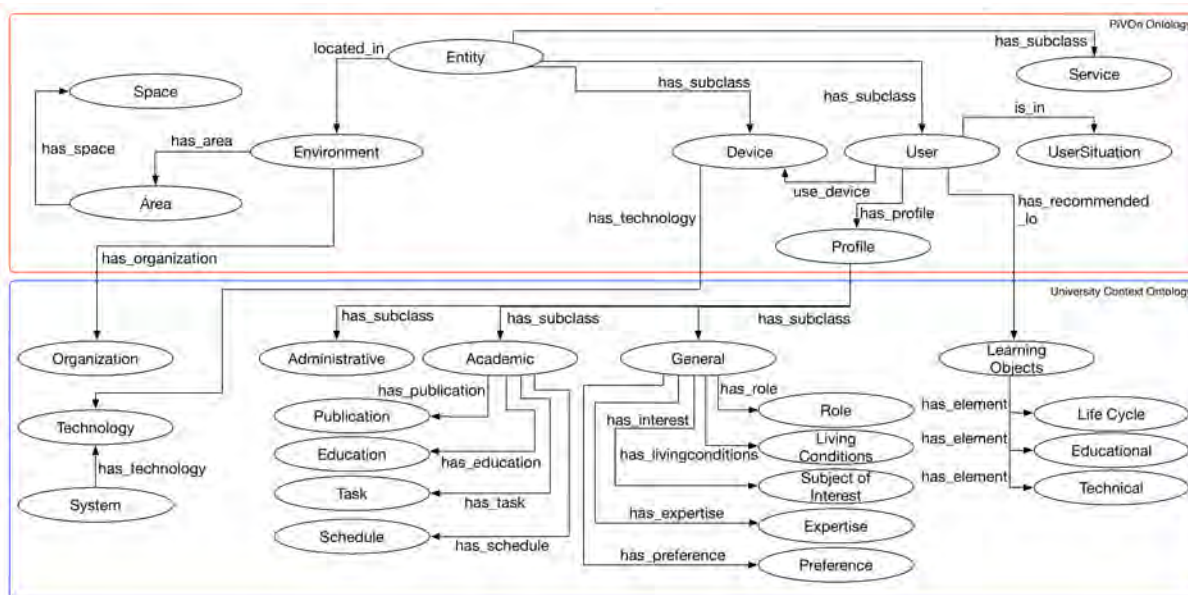 PiVOn Ontology
located_in
Entity
has_subclass
Space
Service
has_subclass
has_subclass
is_in
has_area
has_space
Environment
Device
User
UserSituation
use_device
Area
has_technology
has_profile
has_recommended
_lo
Profile
has_organization
University Context Ontology
has_subclass
has_subclass
has_subclass
Organization
Administrative
Academic
General
Learning
Objects
has_publication
has_role
Publication
Role
Life Cycle
has_element
Technology
has_interest
Education
Living
Conditions
Educational
has_element
has_technology
has_education
has_livingconditions
Task
Subject of
Interest
Technical
has_element
System
has_task
has_expertise
Expertise
Schedule
has_schedule
has_preference
Preference